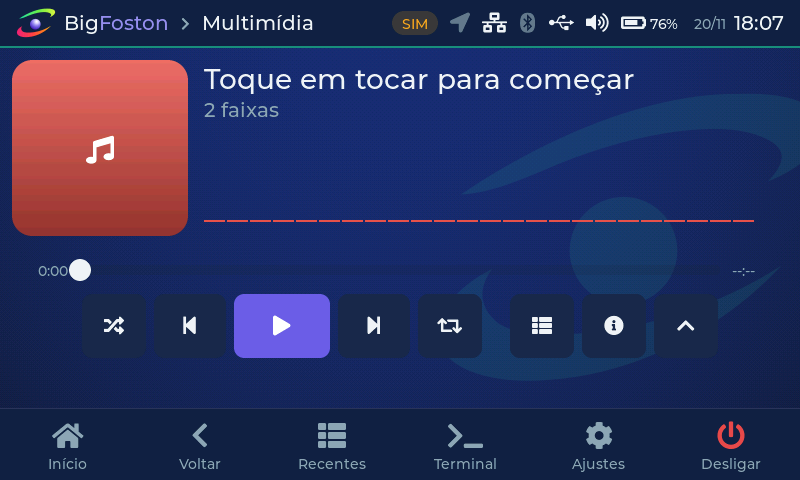 BigFoston > Multimídia
SIM
76%
20/11 18:07
Toque em tocar para começar
2 faixas
0:00
--:--
Início
Voltar
Recentes
Terminal
Ajustes
Desligar